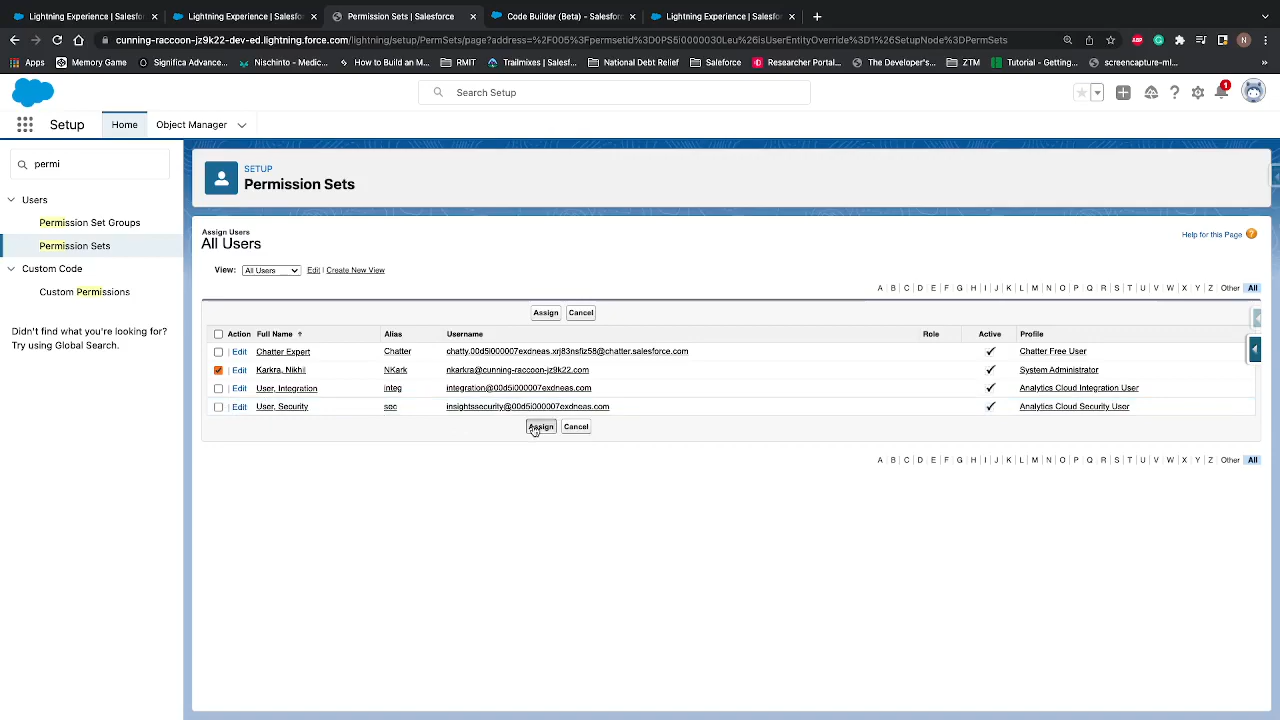 Lightning Experience | Salesfor
Lightning Experience | Salesfor
Permission Sets | Salesforce
Code Builder (Beta) - Salesfor
Lightning Experience | Salesfor
cunning-raccoon-jz9k22-dev-ed.lightning.force.com/lightning/setup/PermSets/page?address=%2F005%3Fpermsetid%3D0PS5i0000030Leu%26isUserEntityOverride%3D1%26SetupNode%3DPermSets
Apps
Memory Game
Significa Advance...
Nischinto - Medic...
How to Build an M...
RMIT
Trailmixes | Salesf...
National Debt Relief
Saleforce
Researcher Portal...
The Developer's...
ZTM
Tutorial - Getting...
screencapture-ml...
Search Setup
1
Setup
Home
Object Manager
permi
Users
Permission Set Groups
Permission Sets
Custom Code
Custom Permissions
Didn't find what you're looking for?
Try using Global Search.
SETUP
Permission Sets
Assign Users
All Users
Help for this Page
View: All Users Edit | Create New View
A B C D E F G H I J K L M N O P Q R S T U V W X Y Z Other All
Assign Cancel
Action Full Name Alias Username Role Active Profile
Edit Chatter Expert Chatter chatty.00d5i000007exdneas.xrj83nsfiz58@chatter.salesforce.com Chatter Free User
Edit Karkra, Nikhil NKark nkarkra@cunning-raccoon-jz9k22.com System Administrator
Edit User, Integration integ integration@00d5i000007exdneas.com Analytics Cloud Integration User
Edit User, Security sec insightssecurity@00d5i000007exdneas.com Analytics Cloud Security User
Assign Cancel
A B C D E F G H I J K L M N O P Q R S T U V W X Y Z Other All